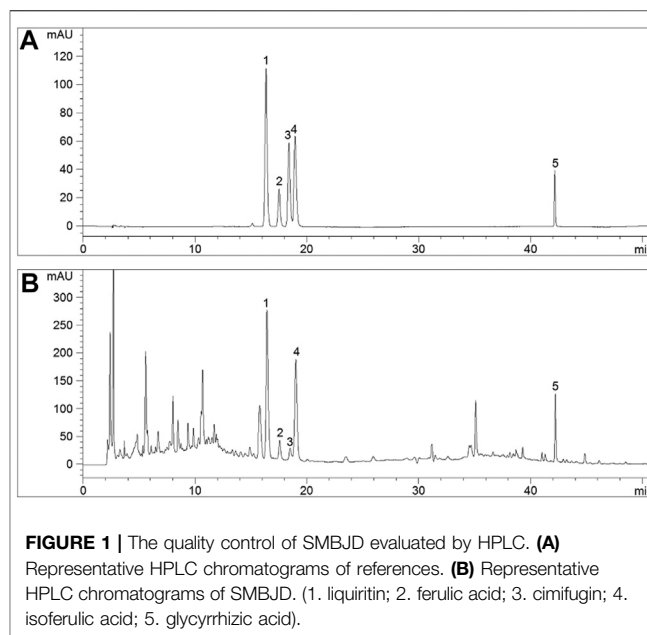 A
mAU
120
100
80
60
40
20
0
1
2
3
4
5
0 10 20 30 40 mi
B
mAU
300
250
200
150
100
50
0
1
2
3
4
5
0 10 20 30 40 mi
FIGURE 1 | The quality control of SMBJD evaluated by HPLC. (A)
Representative HPLC chromatograms of references. (B) Representative
HPLC chromatograms of SMBJD. (1. liquiritin; 2. ferulic acid; 3. cimifugin; 4.
isoferulic acid; 5. glycyrrhizic acid).